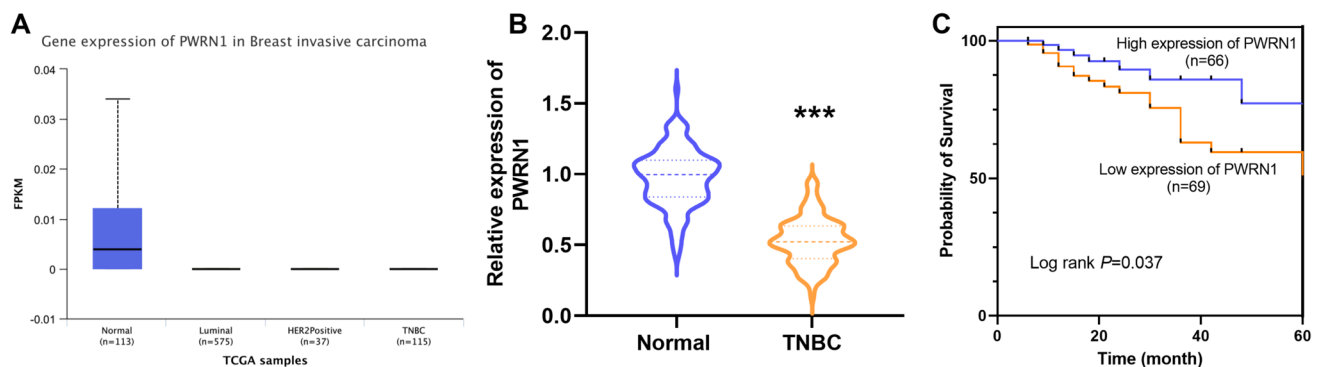 A
Gene expression of PWRN1 in Breast invasive carcinoma
0.04
0.03
0.02
0.01
0
-0.01
FPKM
Normal
(n=113)
Luminal
(n=575)
HER2Positive
(n=37)
TNBC
(n=115)
TCGA samples
B
2.0
1.5
1.0
0.5
0.0
Relative expression of
PWRN1
***
Normal
TNBC
C
100
50
0
Probability of Survival
High expression of PWRN1
(n=66)
Low expression of PWRN1
(n=69)
Log rank P=0.037
0
20
40
60
Time (month)